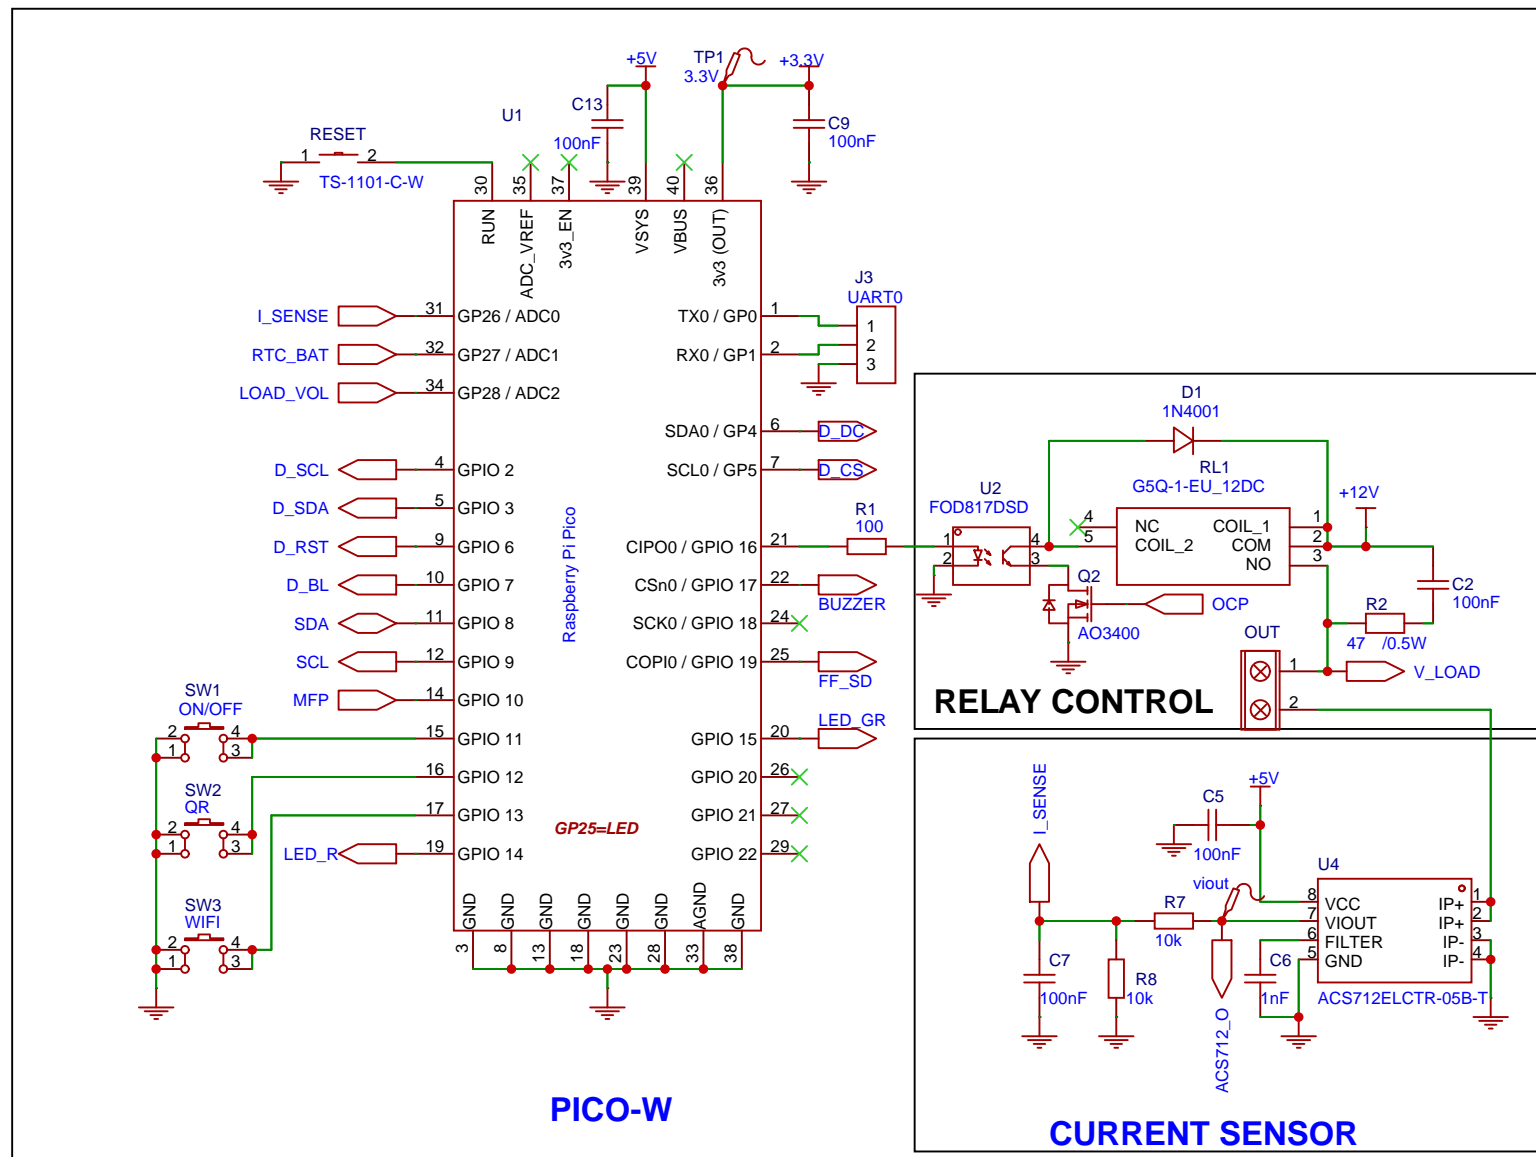 +5V
TP1
3.3V
+3.3V
U1
C13
100nF
C9
100nF
RESET
1
2
TS-1101-C-W
30
35
37
39
40
36
RUN
ADC_VREF
3v3_EN
VSYS
VBUS
3v3 (OUT)
J3
UART0
1
2
3
I_SENSE
31
GP26 / ADC0
TX0 / GP0
1
RTC_BAT
32
GP27 / ADC1
RX0 / GP1
2
LOAD_VOL
34
GP28 / ADC2
SDA0 / GP4
6
D_DC
D_SCL
4
GPIO 2
SCL0 / GP5
7
D_CS
D_SDA
5
GPIO 3
D_RST
9
GPIO 6
CIPO0 / GPIO 16
21
R1
100
D_BL
10
GPIO 7
CSn0 / GPIO 17
22
BUZZER
SDA
11
GPIO 8
SCK0 / GPIO 18
24
SCL
12
GPIO 9
COPI0 / GPIO 19
25
FF_SD
MFP
14
GPIO 10
LED_GR
15
GPIO 11
GPIO 15
20
16
GPIO 12
GPIO 20
26
17
GPIO 13
GPIO 21
27
LED_R
19
GPIO 14
GPIO 22
29
Raspberry Pi Pico
GP25=LED
SW1
ON/OFF
2
4
1
3
SW2
QR
2
4
1
3
SW3
WIFI
2
4
1
3
GND
GND
GND
GND
GND
GND
AGND
GND
3
8
13
18
23
28
33
38
PICO-W
D1
1N4001
RL1
G5Q-1-EU_12DC
U2
FOD817DSD
1
2
4
3
4
NC
5
COIL_2
COIL_1
1
COM
2
NO
3
+12V
C2
100nF
Q2
AO3400
OCP
R2
47 /0.5W
OUT
1
2
V_LOAD
RELAY CONTROL
I_SENSE
+5V
C5
100nF
viout
U4
8
VCC
7
VIOUT
6
FILTER
5
GND
IP+
1
IP+
2
IP-
3
IP-
4
ACS712ELCTR-05B-T
R7
10k
C7
100nF
R8
10k
C6
1nF
ACS712_O
CURRENT SENSOR